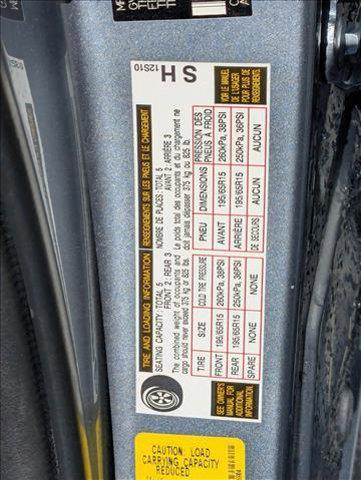 TIRE AND LOADING INFORMATION
RENSEIGNEMENTS SUR LES PNEUS ET LE CHARGEMENT
SEATING CAPACITY : TOTAL 5
FRONT 2 : REAR 3
NOMBRE DE PLACES : TOTAL 5
AVANT 2 : ARRIÈRE 3
The combined weight of occupants and
cargo should never exceed 375 kg or 825 lbs.
Le poids total des occupants et du chargement ne
doit jamais dépasser 375 kg ou 825 lb.
TIRE SIZE COLD TIRE PRESSURE
FRONT 195/65R15 260kPa, 38PSI
REAR 195/65R15 250kPa, 36PSI
SPARE NONE NONE
PNEU DIMENSIONS PRESSION DES
PNEUS À FROID
AVANT 195/65R15 260kPa, 38PSI
ARRIÈRE 195/65R15 250kPa, 36PSI
DE SECOURS AUCUN AUCUN
SEE OWNER'S
MANUAL FOR
ADDITIONAL
INFORMATION
VOIR LE MANUEL
DE L'USAGER
POUR PLUS DE
RENSEIGNEMENTS
S H
12S10
CAUTION: LOAD
CARRYING CAPACITY
REDUCED